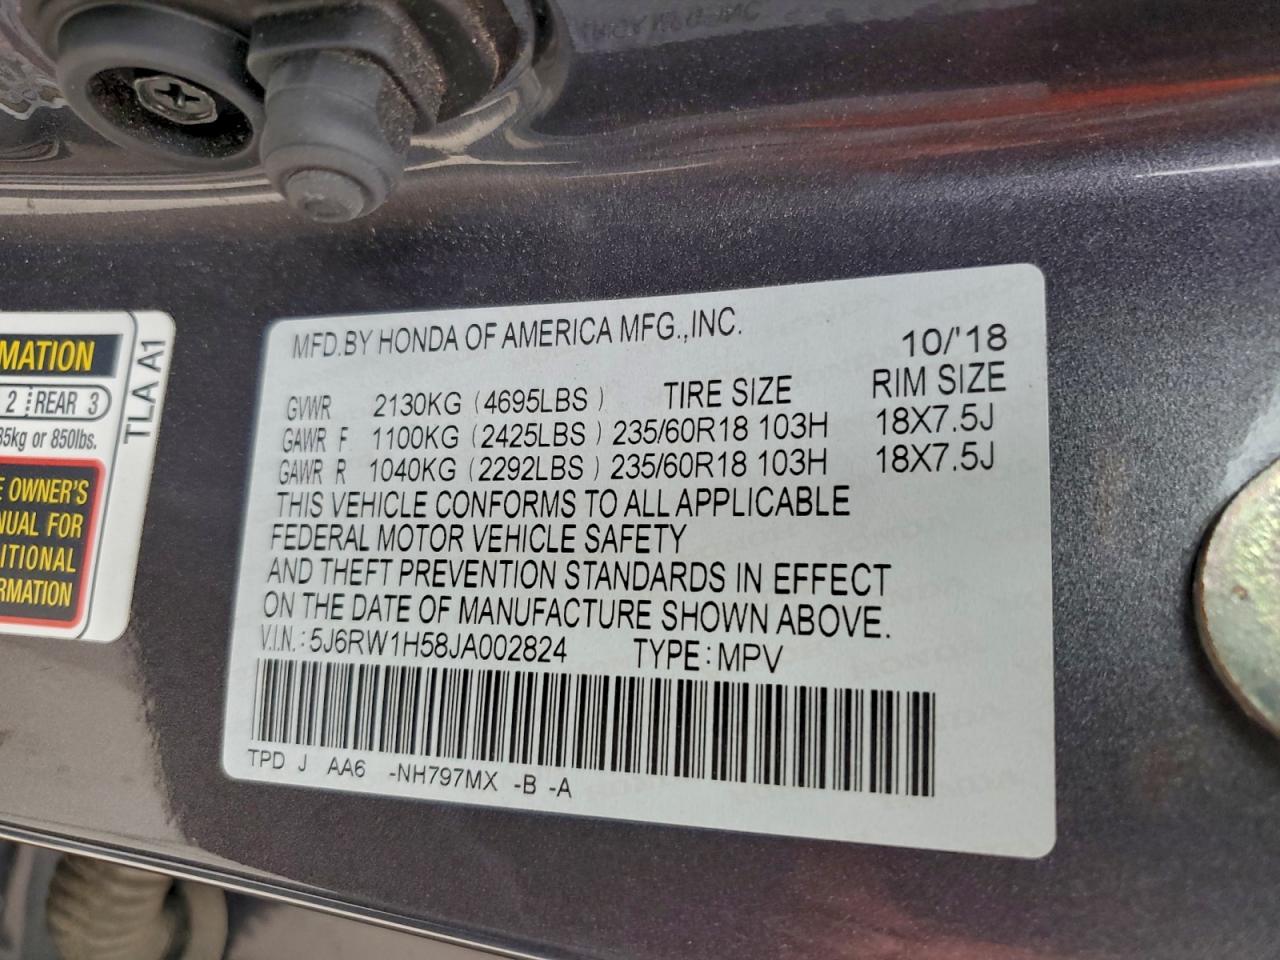 MATION
2 REAR 3
35kg or 850lbs.
E OWNER'S
NUAL FOR
ITIONAL
RMATION
TLA A1
MFD.BY HONDA OF AMERICA MFG.,INC.
10/'18
GVWR 2130KG (4695LBS) TIRE SIZE RIM SIZE
GAWR F 1100KG (2425LBS) 235/60R18 103H 18X7.5J
GAWR R 1040KG (2292LBS) 235/60R18 103H 18X7.5J
THIS VEHICLE CONFORMS TO ALL APPLICABLE
FEDERAL MOTOR VEHICLE SAFETY
AND THEFT PREVENTION STANDARDS IN EFFECT
ON THE DATE OF MANUFACTURE SHOWN ABOVE.
V.I.N.: 5J6RW1H58JA002824 TYPE: MPV
TPD J AA6 -NH797MX -B -A